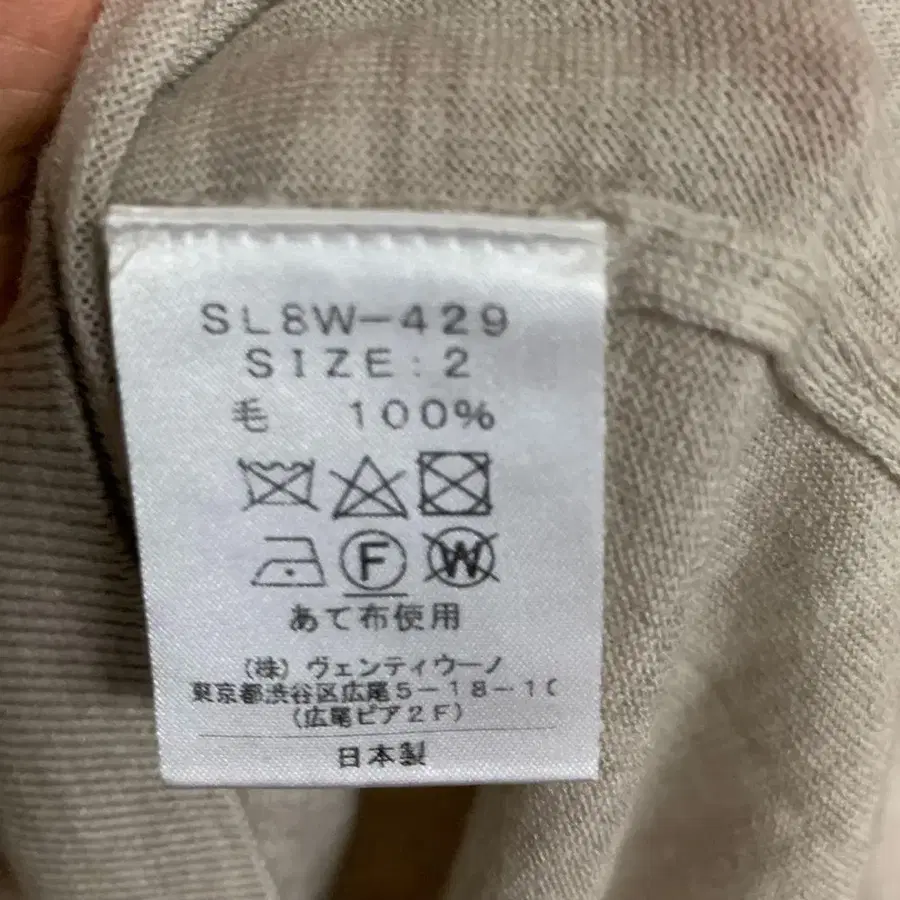 SL8W-429
SIZE:2
毛 100%
F W
あて布使用
(株)ヴェンティウーノ
東京都渋谷区広尾5-18-10
(広尾ピア2F)
日本製